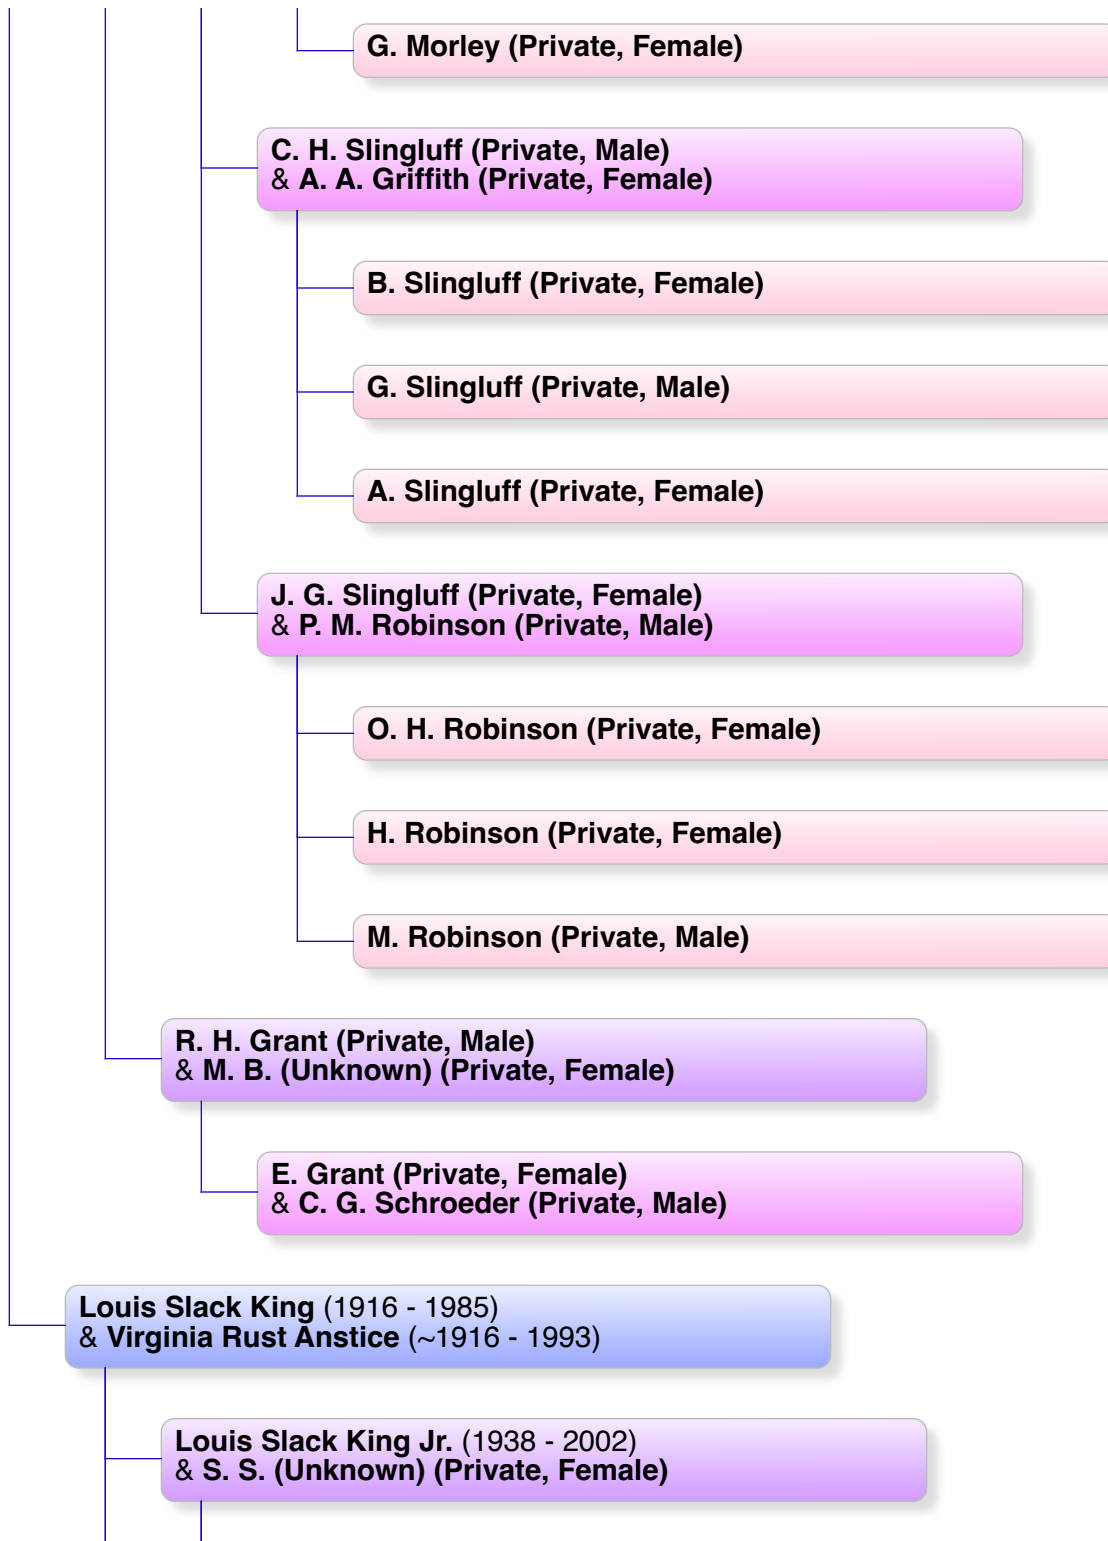 G. Morley (Private, Female)
C. H. Slingluff (Private, Male)
& A. A. Griffith (Private, Female)
B. Slingluff (Private, Female)
G. Slingluff (Private, Male)
A. Slingluff (Private, Female)
J. G. Slingluff (Private, Female)
& P. M. Robinson (Private, Male)
O. H. Robinson (Private, Female)
H. Robinson (Private, Female)
M. Robinson (Private, Male)
R. H. Grant (Private, Male)
& M. B. (Unknown) (Private, Female)
E. Grant (Private, Female)
& C. G. Schroeder (Private, Male)
Louis Slack King (1916 - 1985)
& Virginia Rust Anstice (~1916 - 1993)
Louis Slack King Jr. (1938 - 2002)
& S. S. (Unknown) (Private, Female)